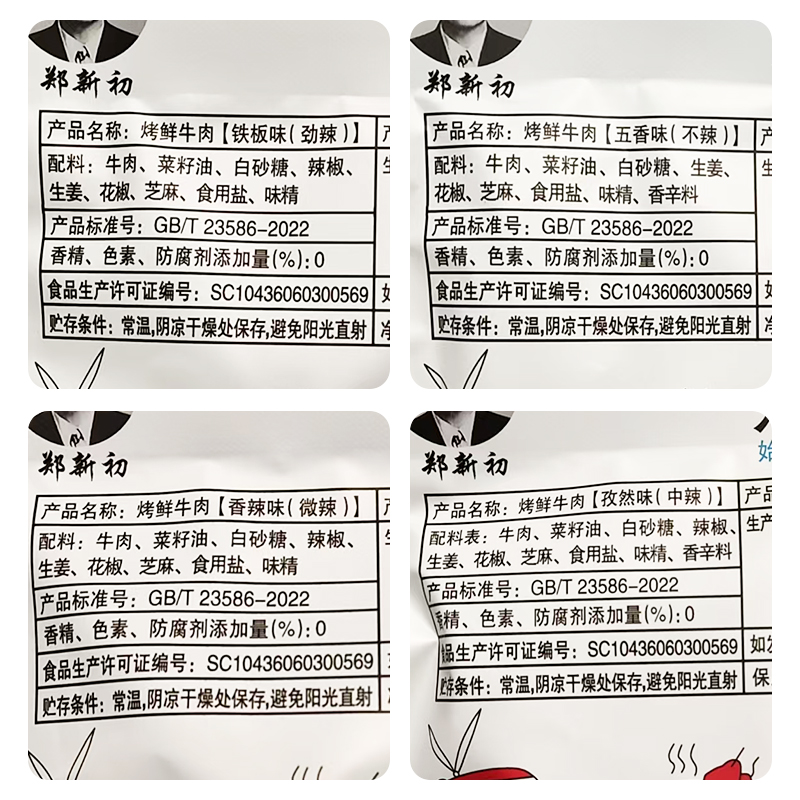 郑新初
产品名称：烤鲜牛肉【铁板味（劲辣）】
配料：牛肉、菜籽油、白砂糖、辣椒、
生姜、花椒、芝麻、食用盐、味精
产品标准号：GB/T 23586-2022
香精、色素、防腐剂添加量(%)：0
食品生产许可证编号：SC10436060300569
贮存条件：常温,阴凉干燥处保存,避免阳光直射
郑新初
产品名称：烤鲜牛肉【五香味（不辣）】
配料：牛肉、菜籽油、白砂糖、生姜、
花椒、芝麻、食用盐、味精、香辛料
产品标准号：GB/T 23586-2022
香精、色素、防腐剂添加量(%)：0
食品生产许可证编号：SC10436060300569
贮存条件：常温,阴凉干燥处保存,避免阳光直射
郑新初
产品名称：烤鲜牛肉【香辣味（微辣）】
配料：牛肉、菜籽油、白砂糖、辣椒、
生姜、花椒、芝麻、食用盐、味精
产品标准号：GB/T 23586-2022
香精、色素、防腐剂添加量(%)：0
食品生产许可证编号：SC10436060300569
贮存条件：常温,阴凉干燥处保存,避免阳光直射
郑新初
始
产品名称：烤鲜牛肉【孜然味（中辣）】
产品
配料表：牛肉、菜籽油、白砂糖、辣椒、
生产
生姜、花椒、芝麻、食用盐、味精、香辛料
产品标准号：GB/T 23586-2022
香精、色素、防腐剂添加量(%)：0
品生产许可证编号：SC10436060300569
如发
贮存条件：常温,阴凉干燥处保存,避免阳光直射
保